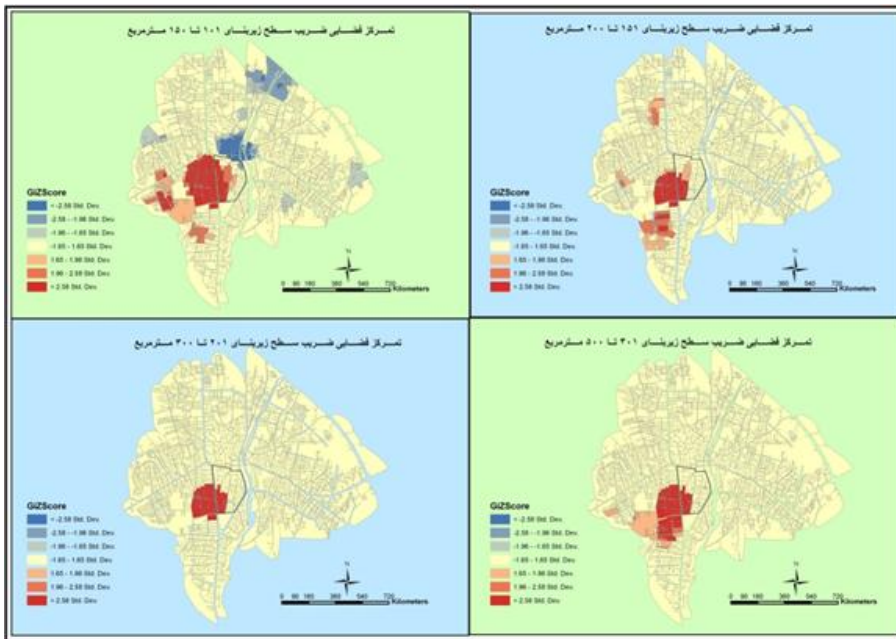 تمرکز فضایی ضریب سطح زیربنای ۱۰۱ تا ۱۵۰ مترمربع
GiZScore
< -2.58 Std. Dev.
-2.58 - -1.96 Std. Dev.
-1.96 - -1.65 Std. Dev.
-1.65 - 1.65 Std. Dev.
1.65 - 1.96 Std. Dev.
1.96 - 2.58 Std. Dev.
> 2.58 Std. Dev.
N
0 90 180 360 540 720
Kilometers
تمرکز فضایی ضریب سطح زیربنای ۱۵۱ تا ۲۰۰ مترمربع
GiZScore
< -2.58 Std. Dev.
-2.58 - -1.96 Std. Dev.
-1.96 - -1.65 Std. Dev.
-1.65 - 1.65 Std. Dev.
1.65 - 1.96 Std. Dev.
1.96 - 2.58 Std. Dev.
> 2.58 Std. Dev.
N
0 90 180 360 540 720
Kilometers
تمرکز فضایی ضریب سطح زیربنای ۲۰۱ تا ۳۰۰ مترمربع
GiZScore
< -2.58 Std. Dev.
-2.58 - -1.96 Std. Dev.
-1.96 - -1.65 Std. Dev.
-1.65 - 1.65 Std. Dev.
1.65 - 1.96 Std. Dev.
1.96 - 2.58 Std. Dev.
> 2.58 Std. Dev.
N
0 90 180 360 540 720
Kilometers
تمرکز فضایی ضریب سطح زیربنای ۳۰۱ تا ۵۰۰ مترمربع
GiZScore
< -2.58 Std. Dev.
-2.58 - -1.96 Std. Dev.
-1.96 - -1.65 Std. Dev.
-1.65 - 1.65 Std. Dev.
1.65 - 1.96 Std. Dev.
1.96 - 2.58 Std. Dev.
> 2.58 Std. Dev.
N
0 90 180 360 540 720
Kilometers